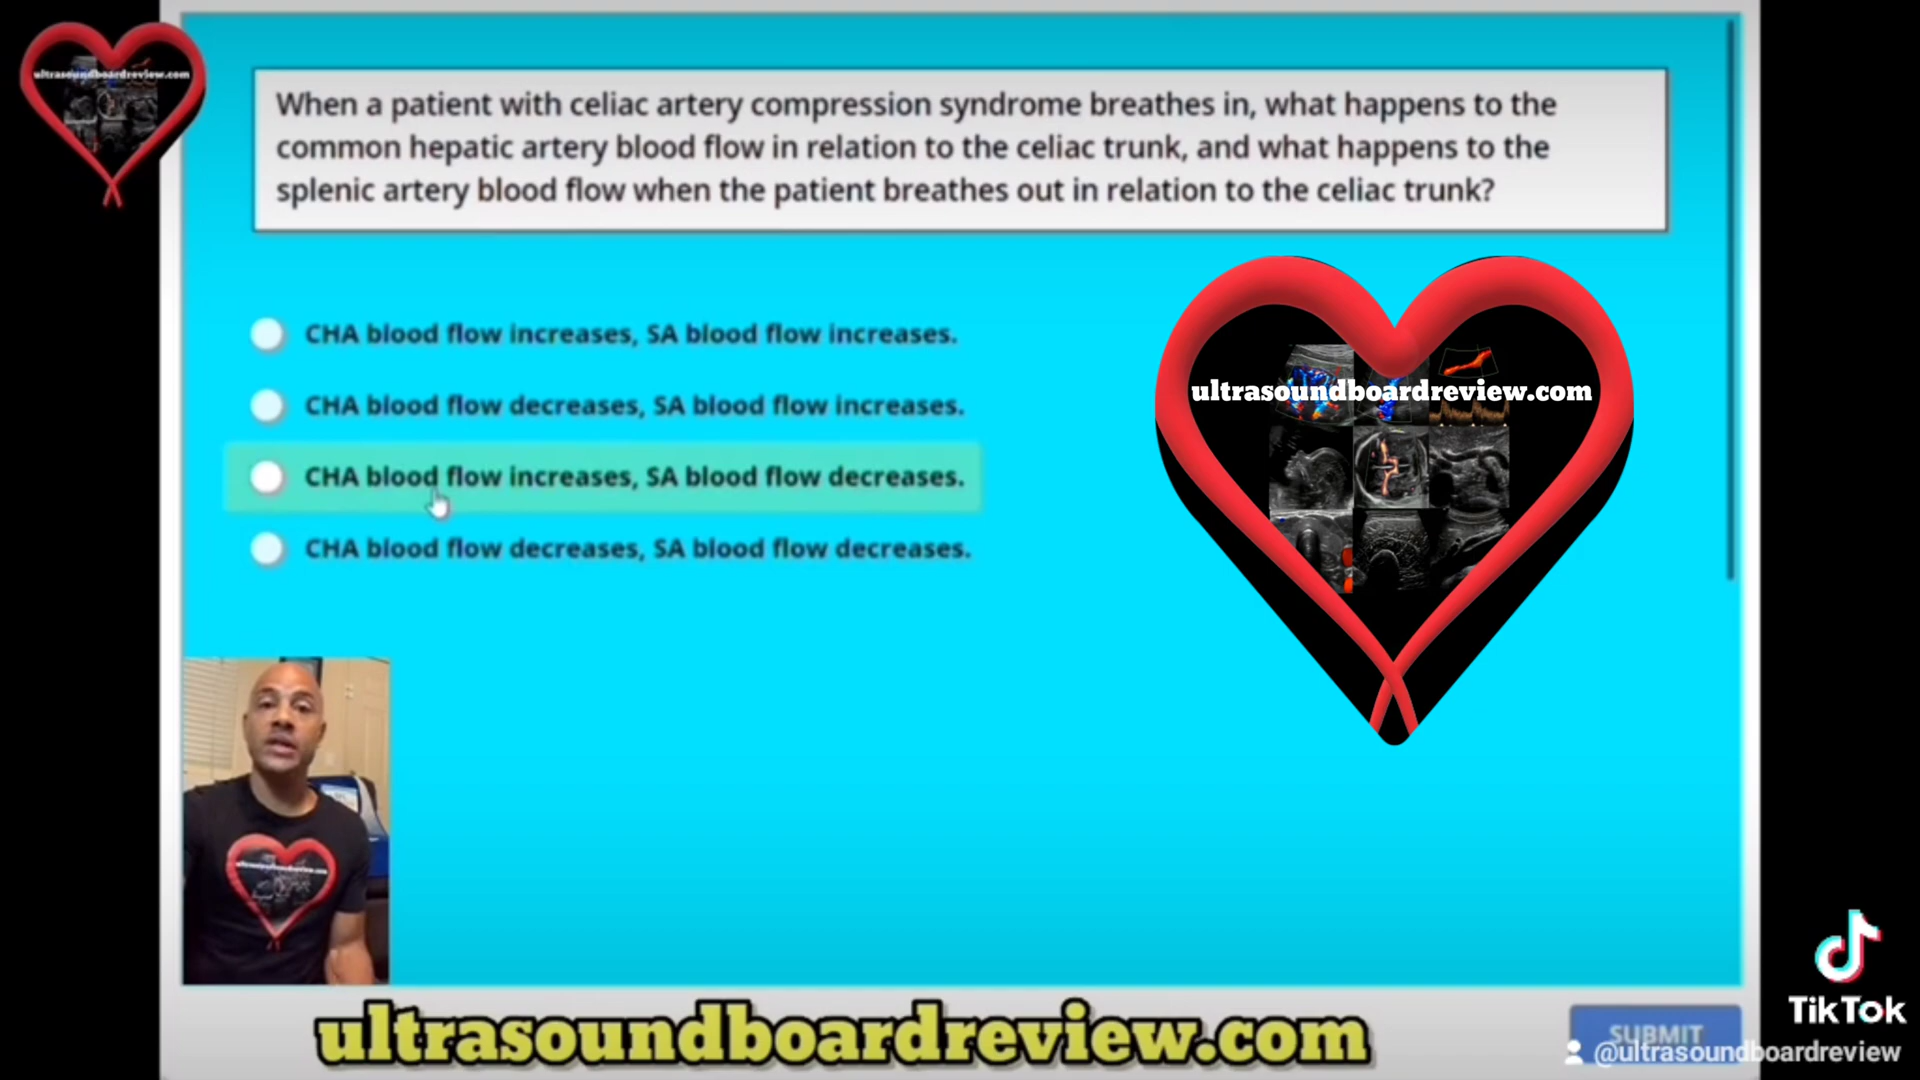 ultrasoundboardreview.com
When a patient with celiac artery compression syndrome breathes in, what happens to the
common hepatic artery blood flow in relation to the celiac trunk, and what happens to the
splenic artery blood flow when the patient breathes out in relation to the celiac trunk?
CHA blood flow increases, SA blood flow increases.
CHA blood flow decreases, SA blood flow increases.
CHA blood flow increases, SA blood flow decreases.
CHA blood flow decreases, SA blood flow decreases.
ultrasoundboardreview.com
ultrasoundboardreview.com
ultrasoundboardreview.com
SUBMIT
TikTok
@ultrasoundboardreview